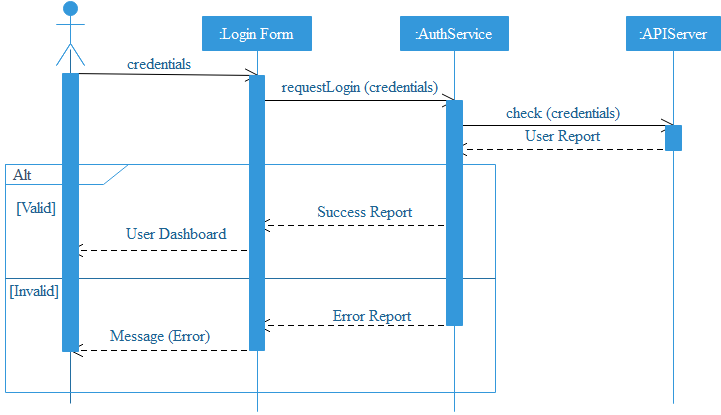 :Login Form
:AuthService
:APIServer
credentials
requestLogin (credentials)
check (credentials)
User Report
Alt
[Valid]
Success Report
User Dashboard
[Invalid]
Error Report
Message (Error)